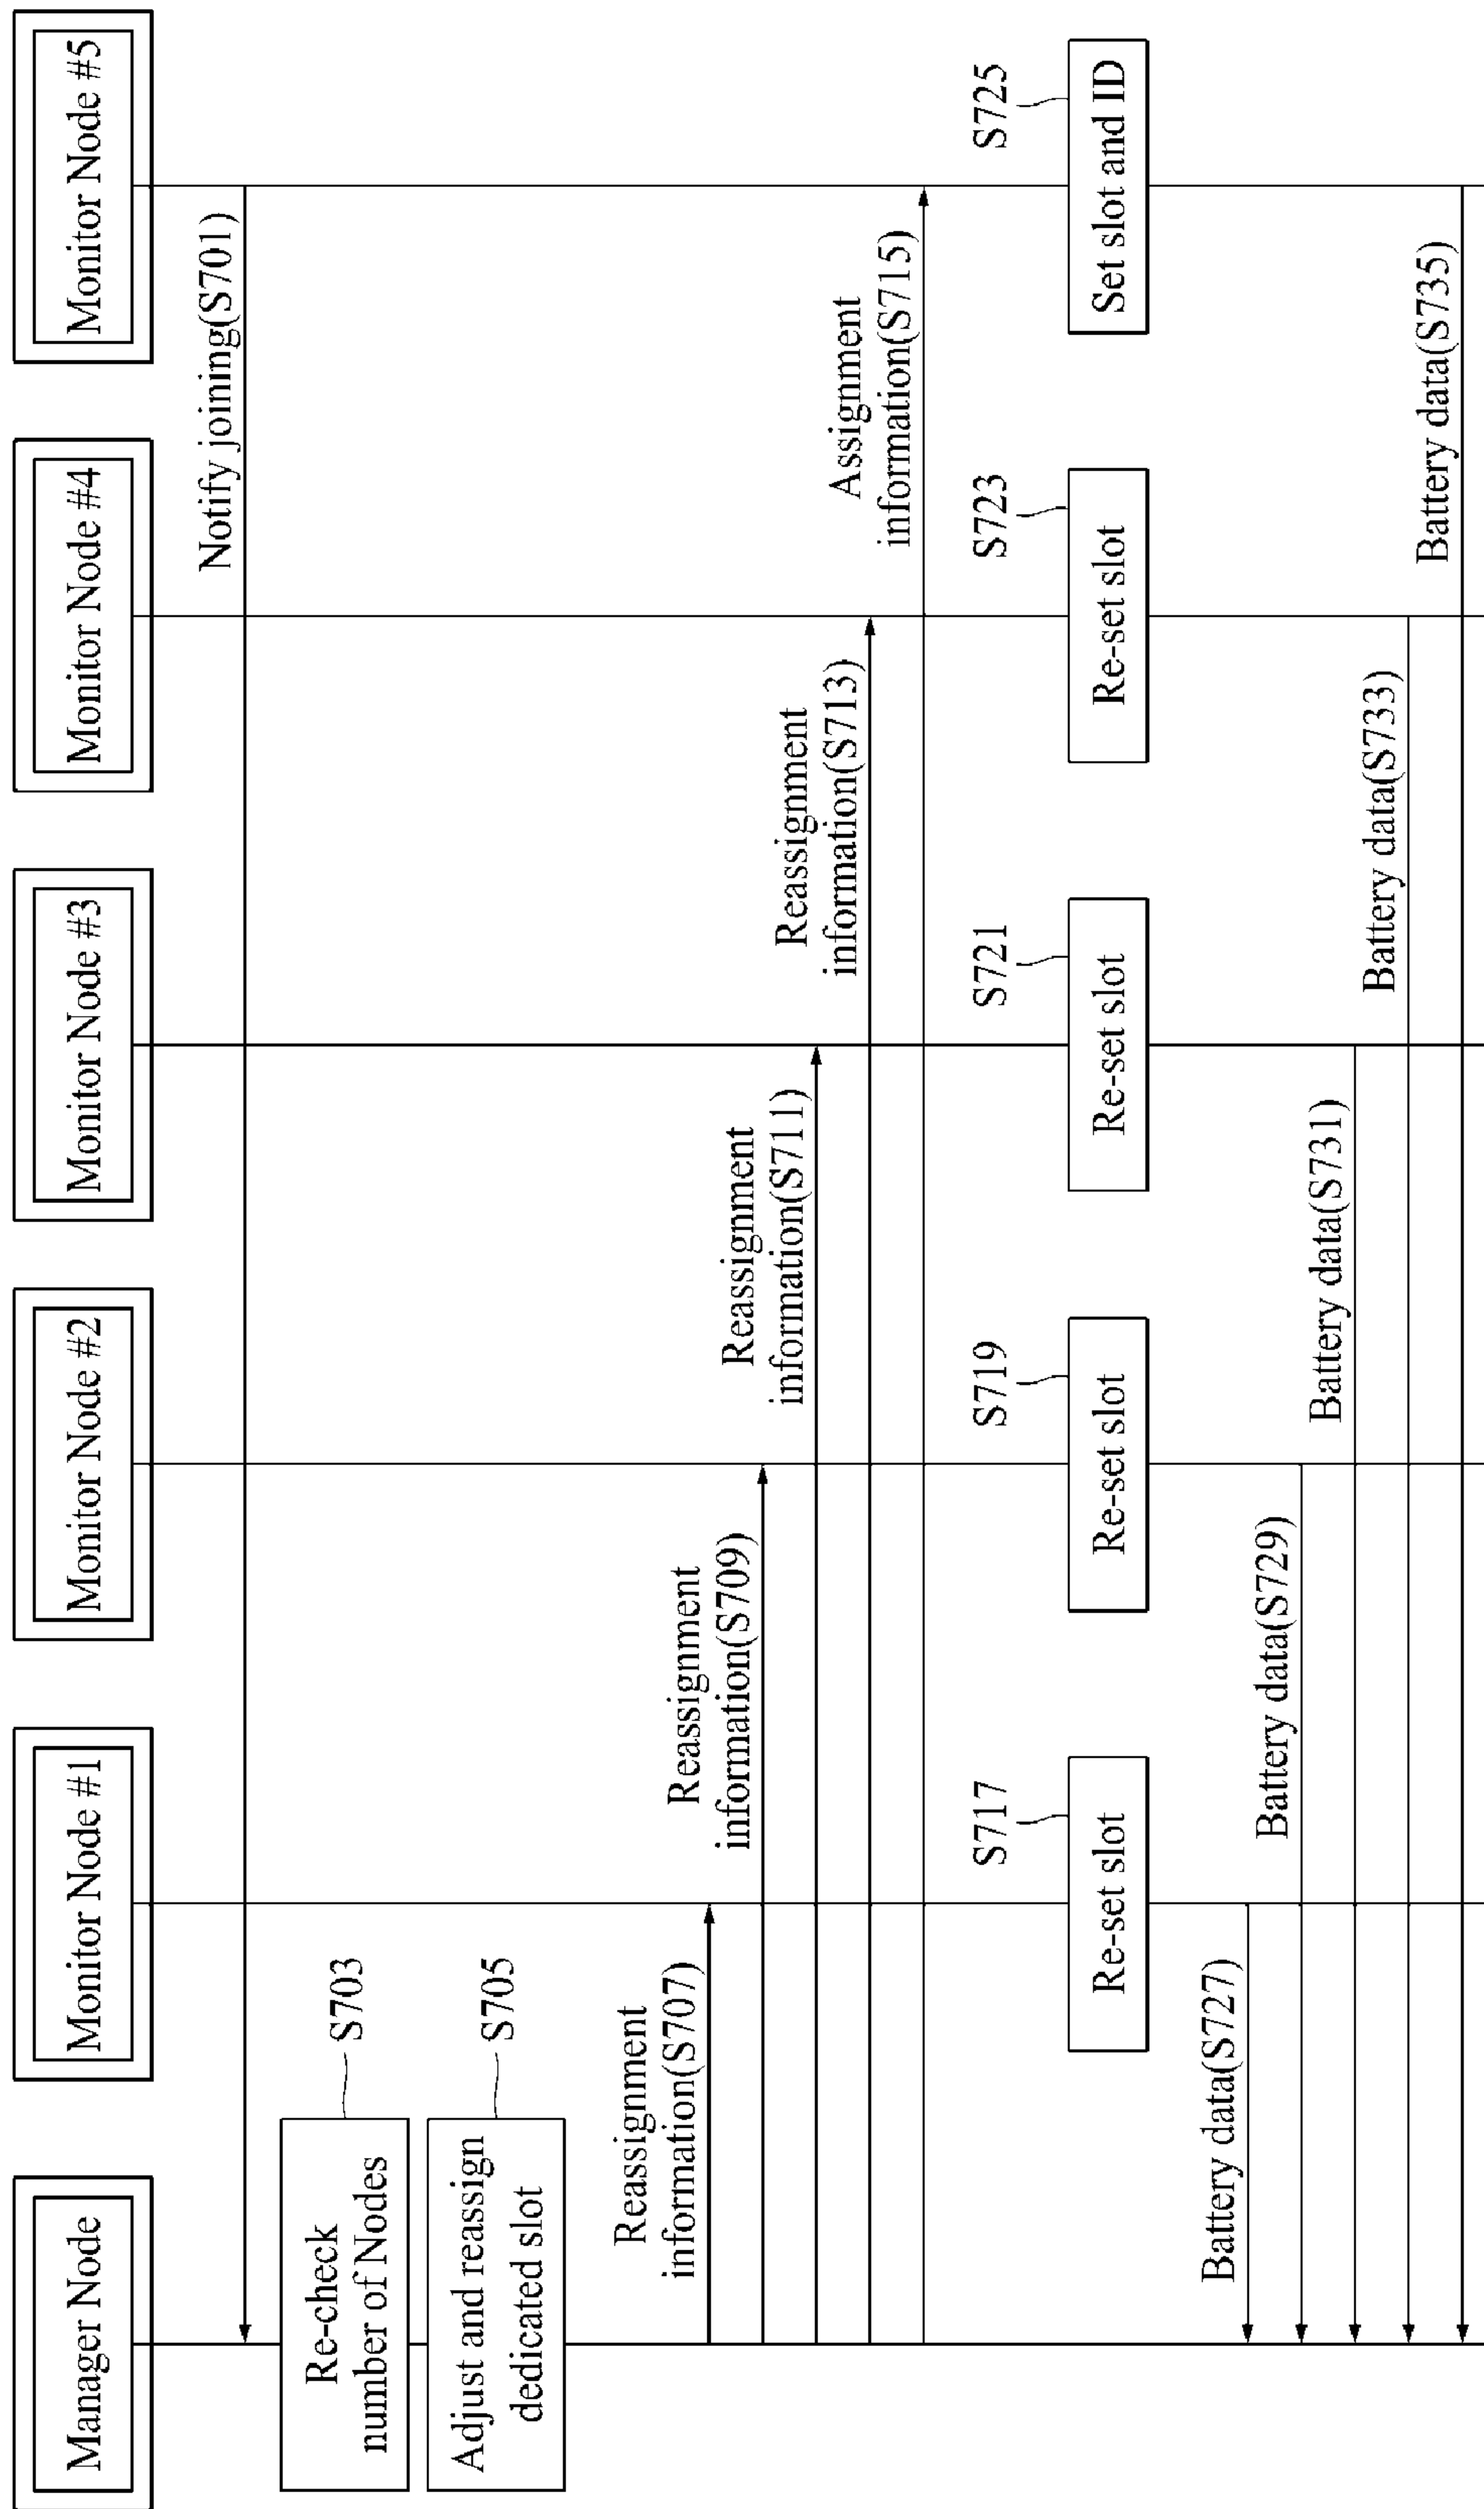 Manager Node
Monitor Node #1
Monitor Node #2
Monitor Node #3
Monitor Node #4
Monitor Node #5
Notify joining(S701)
Re-check
number of Nodes
S703
Adjust and reassign
dedicated slot
S705
Reassignment
information(S707)
Reassignment
information(S709)
Reassignment
information(S711)
Reassignment
information(S713)
Assignment
information(S715)
S717
Re-set slot
S719
Re-set slot
S721
Re-set slot
S723
Re-set slot
S725
Set slot and ID
Battery data(S727)
Battery data(S729)
Battery data(S731)
Battery data(S733)
Battery data(S735)